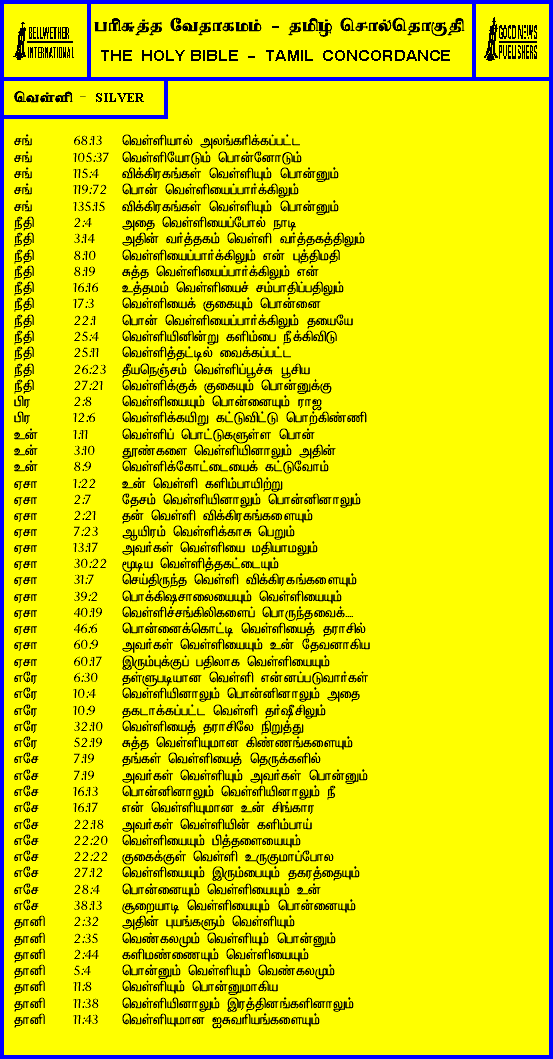 BELLWETHER
INTERNATIONAL
பரிசுத்த வேதாகமம் - தமிழ் சொல்தொகுதி
THE HOLY BIBLE - TAMIL CONCORDANCE
GOOD NEWS
PUBLISHERS
வெள்ளி - SILVER
சங் 68:13 வெள்ளியால் அலங்கரிக்கப்பட்ட
சங் 105:37 வெள்ளியோடும் பொன்னோடும்
சங் 115:4 விக்கிரகங்கள் வெள்ளியும் பொன்னும்
சங் 119:72 பொன் வெள்ளியைப்பார்க்கிலும்
சங் 135:15 விக்கிரகங்கள் வெள்ளியும் பொன்னும்
நீதி 2:4 அதை வெள்ளியைப்போல் நாடி
நீதி 3:14 அதின் வர்த்தகம் வெள்ளி வர்த்தகத்திலும்
நீதி 8:10 வெள்ளியைப்பார்க்கிலும் என் புத்திமதி
நீதி 8:19 சுத்த வெள்ளியைப்பார்க்கிலும் என்
நீதி 16:16 உத்தமம் வெள்ளியைச் சம்பாதிப்பதிலும்
நீதி 17:3 வெள்ளியைக் குகையும் பொன்னை
நீதி 22:1 பொன் வெள்ளியைப்பார்க்கிலும் தயையே
நீதி 25:4 வெள்ளியினின்று களிம்பை நீக்கிவிடு
நீதி 25:11 வெள்ளித்தட்டில் வைக்கப்பட்ட
நீதி 26:23 தீயநெஞ்சம் வெள்ளிப்பூச்சு பூசிய
நீதி 27:21 வெள்ளிக்குக் குகையும் பொன்னுக்கு
பிர 2:8 வெள்ளியையும் பொன்னையும் ராஜ
பிர 12:6 வெள்ளிக்கயிறு கட்டுவிட்டு பொற்கிண்ணி
உன் 1:11 வெள்ளிப் பொட்டுகளுள்ள பொன்
உன் 3:10 தூண்களை வெள்ளியினாலும் அதின்
உன் 8:9 வெள்ளிக்கோட்டையைக் கட்டுவோம்
ஏசா 1:22 உன் வெள்ளி களிம்பாயிற்று
ஏசா 2:7 தேசம் வெள்ளியினாலும் பொன்னினாலும்
ஏசா 2:21 தன் வெள்ளி விக்கிரகங்களையும்
ஏசா 7:23 ஆயிரம் வெள்ளிக்காசு பெறும்
ஏசா 13:17 அவர்கள் வெள்ளியை மதியாமலும்
ஏசா 30:22 மூடிய வெள்ளித்தகட்டையும்
ஏசா 31:7 செய்திருந்த வெள்ளி விக்கிரகங்களையும்
ஏசா 39:2 பொக்கிஷசாலையையும் வெள்ளியையும்
ஏசா 40:19 வெள்ளிச்சங்கிலிகளைப் பொருந்தவைக்....
ஏசா 46:6 பொன்னைக்கொட்டி வெள்ளியைத் தராசில்
ஏசா 60:9 அவர்கள் வெள்ளியையும் உன் தேவனாகிய
ஏசா 60:17 இரும்புக்குப் பதிலாக வெள்ளியையும்
எரே 6:30 தள்ளுபடியான வெள்ளி என்னப்படுவார்கள்
எரே 10:4 வெள்ளியினாலும் பொன்னினாலும் அதை
எரே 10:9 தகடாக்கப்பட்ட வெள்ளி தர்ஷீசிலும்
எரே 32:10 வெள்ளியைத் தராசிலே நிறுத்து
எரே 52:19 சுத்த வெள்ளியுமான கிண்ணங்களையும்
எசே 7:19 தங்கள் வெள்ளியைத் தெருக்களில்
எசே 7:19 அவர்கள் வெள்ளியும் அவர்கள் பொன்னும்
எசே 16:13 பொன்னினாலும் வெள்ளியினாலும் நீ
எசே 16:17 என் வெள்ளியுமான உன் சிங்கார
எசே 22:18 அவர்கள் வெள்ளியின் களிம்பாய்
எசே 22:20 வெள்ளியையும் பித்தளையையும்
எசே 22:22 குகைக்குள் வெள்ளி உருகுமாப்போல
எசே 27:12 வெள்ளியையும் இரும்பையும் தகரத்தையும்
எசே 28:4 பொன்னையும் வெள்ளியையும் உன்
எசே 38:13 சூறையாடி வெள்ளியையும் பொன்னையும்
தானி 2:32 அதின் புயங்களும் வெள்ளியும்
தானி 2:35 வெண்கலமும் வெள்ளியும் பொன்னும்
தானி 2:44 களிமண்ணையும் வெள்ளியையும்
தானி 5:4 பொன்னும் வெள்ளியும் வெண்கலமும்
தானி 11:8 வெள்ளியும் பொன்னுமாகிய
தானி 11:38 வெள்ளியினாலும் இரத்தினங்களினாலும்
தானி 11:43 வெள்ளியுமான ஐசுவரியங்களையும்